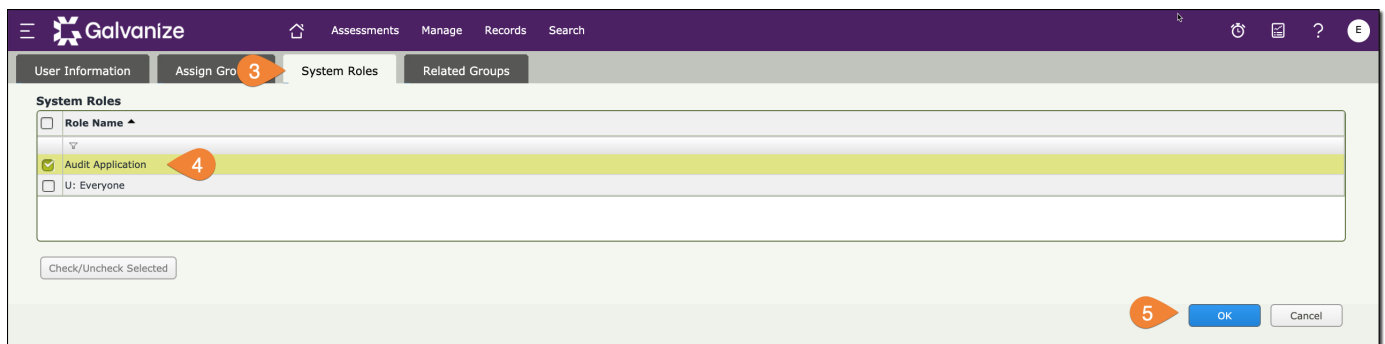 Galvanize Assessments Manage Records Search ? E
User Information Assign Gro 3 System Roles Related Groups
System Roles
Role Name
Audit Application 4
U: Everyone
Check/Uncheck Selected
5 OK Cancel